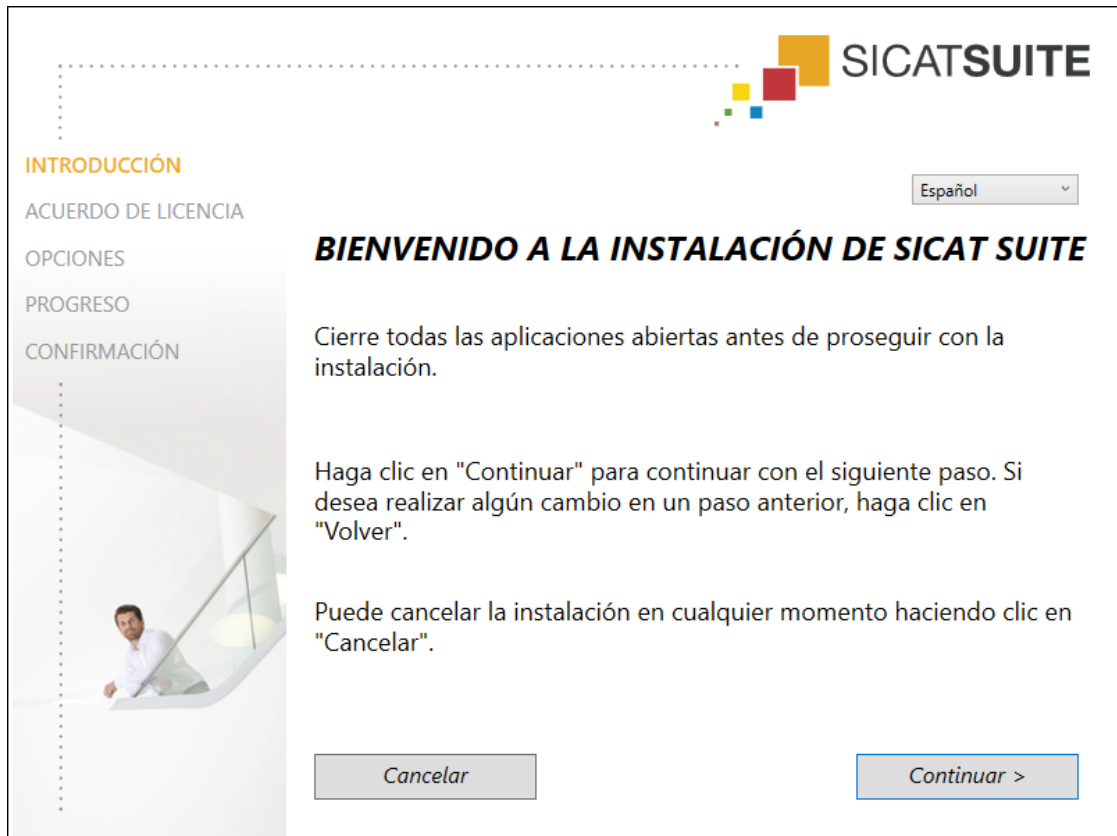 SICATSUITE
INTRODUCCIÓN
ACUERDO DE LICENCIA
OPCIONES
PROGRESO
CONFIRMACIÓN
Español
BIENVENIDO A LA INSTALACIÓN DE SICAT SUITE
Cierre todas las aplicaciones abiertas antes de proseguir con la
instalación.
Haga clic en "Continuar" para continuar con el siguiente paso. Si
desea realizar algún cambio en un paso anterior, haga clic en
"Volver".
Puede cancelar la instalación en cualquier momento haciendo clic en
"Cancelar".
Cancelar
Continuar >